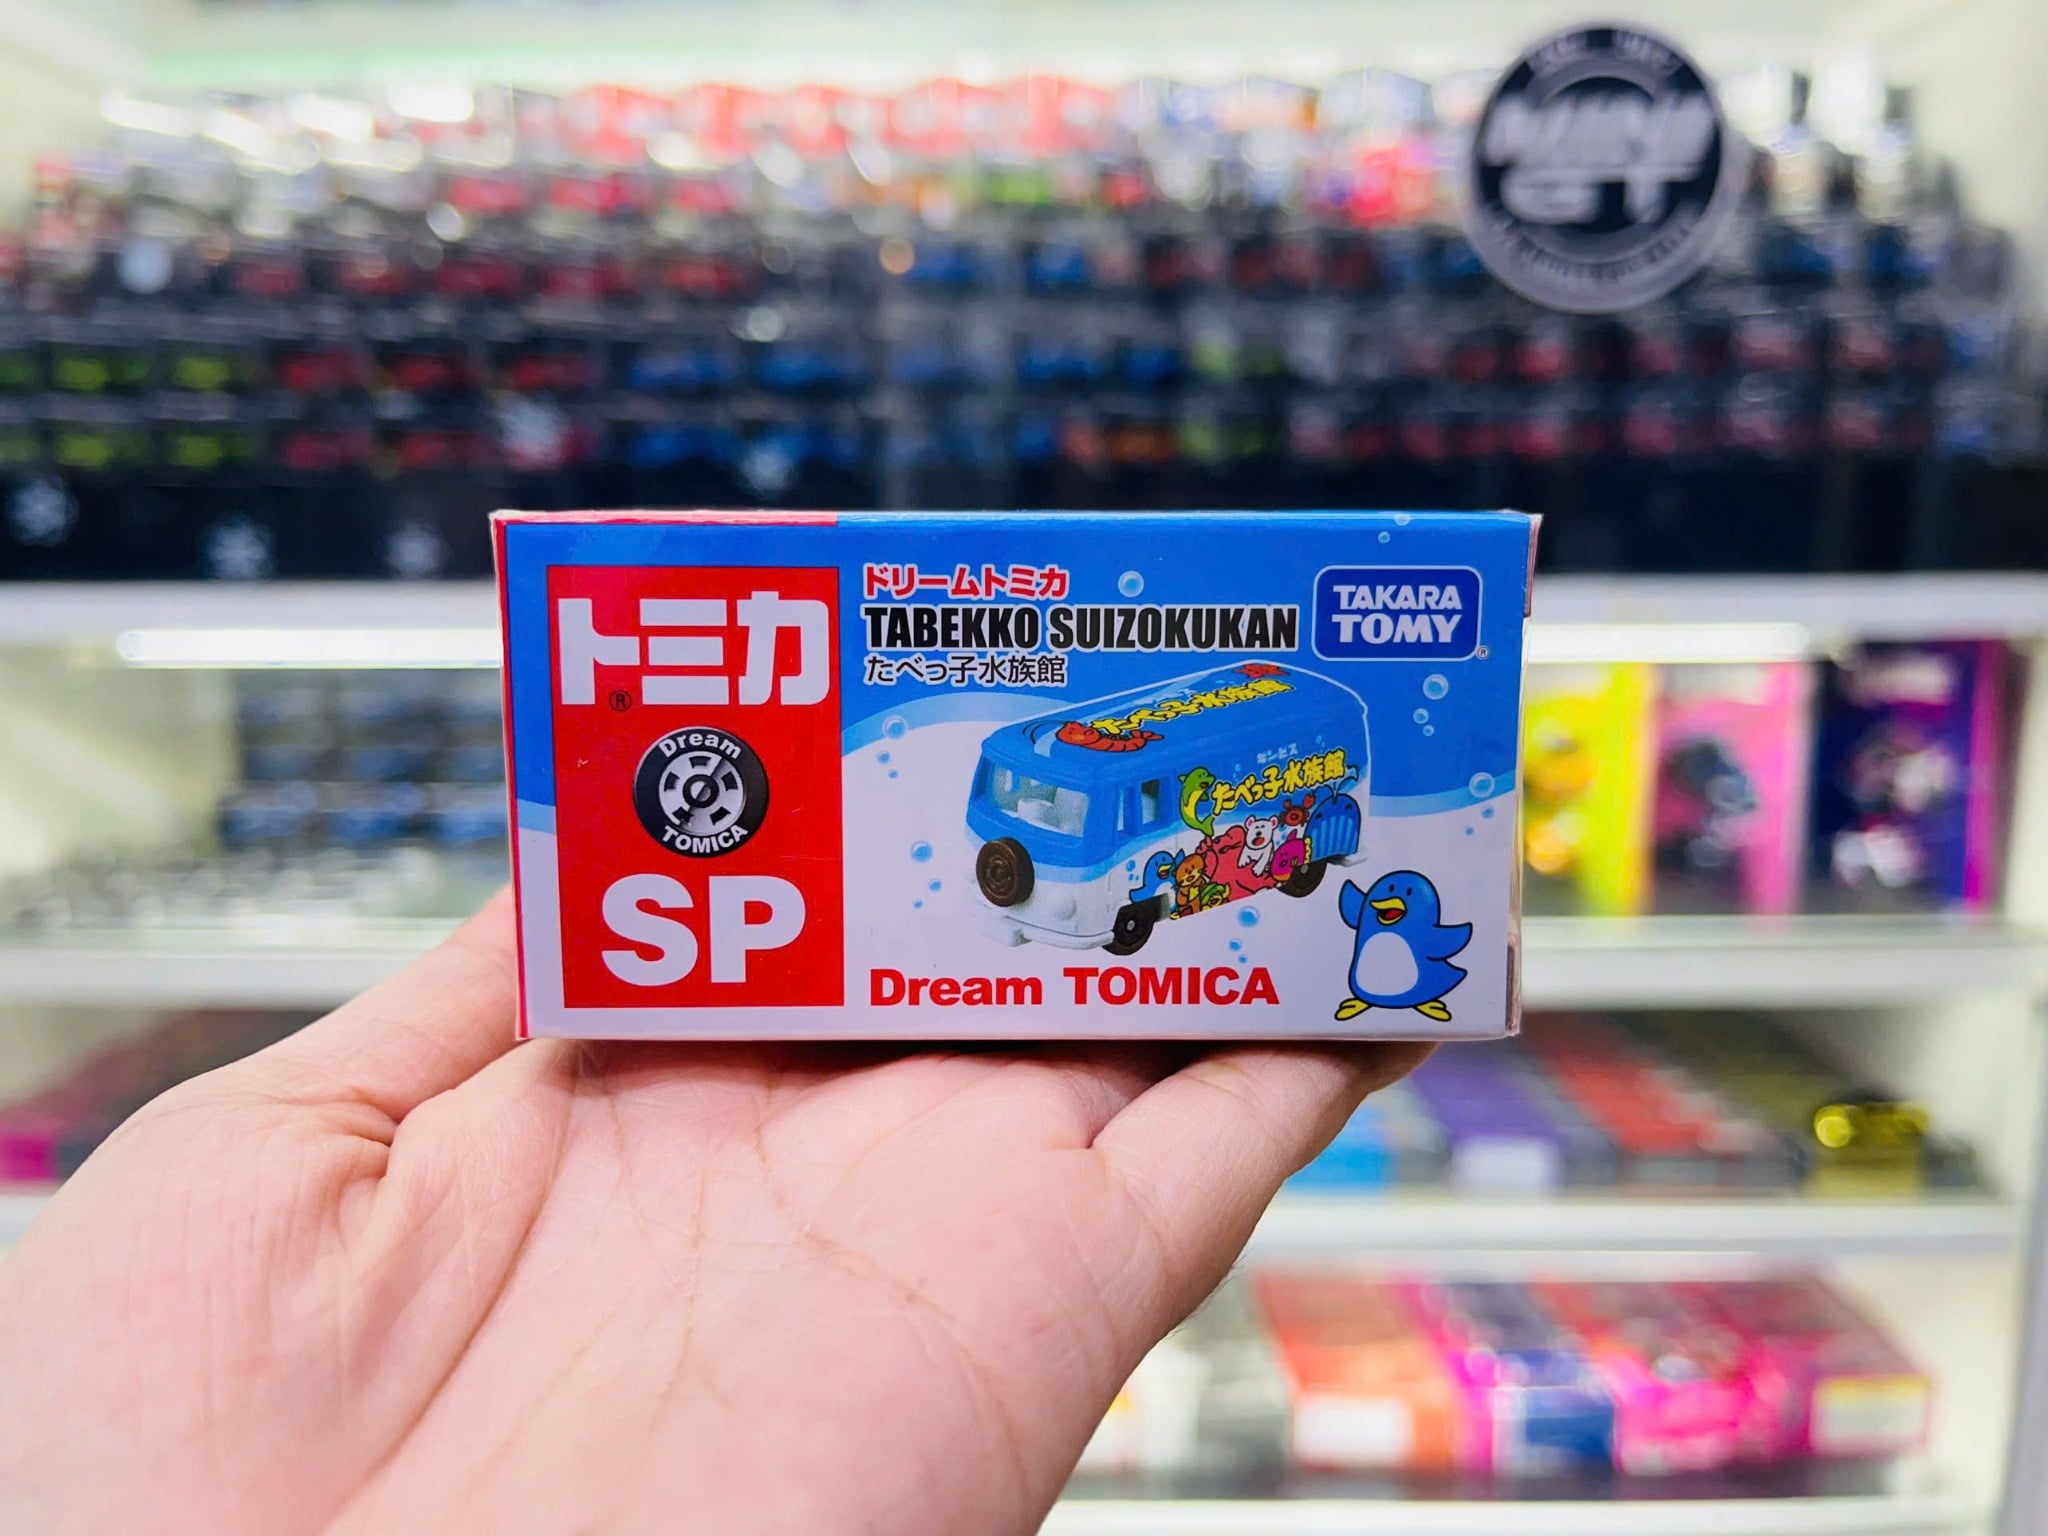 トミカ
®
Dream
TOMICA
SP
ドリームトミカ
TABEKKO SUIZOKUKAN
たべっ子水族館
TAKARA
TOMY
®
たべっ子水族館
ギンビス
たべっ子水族館
Dream TOMICA
MINI
GT